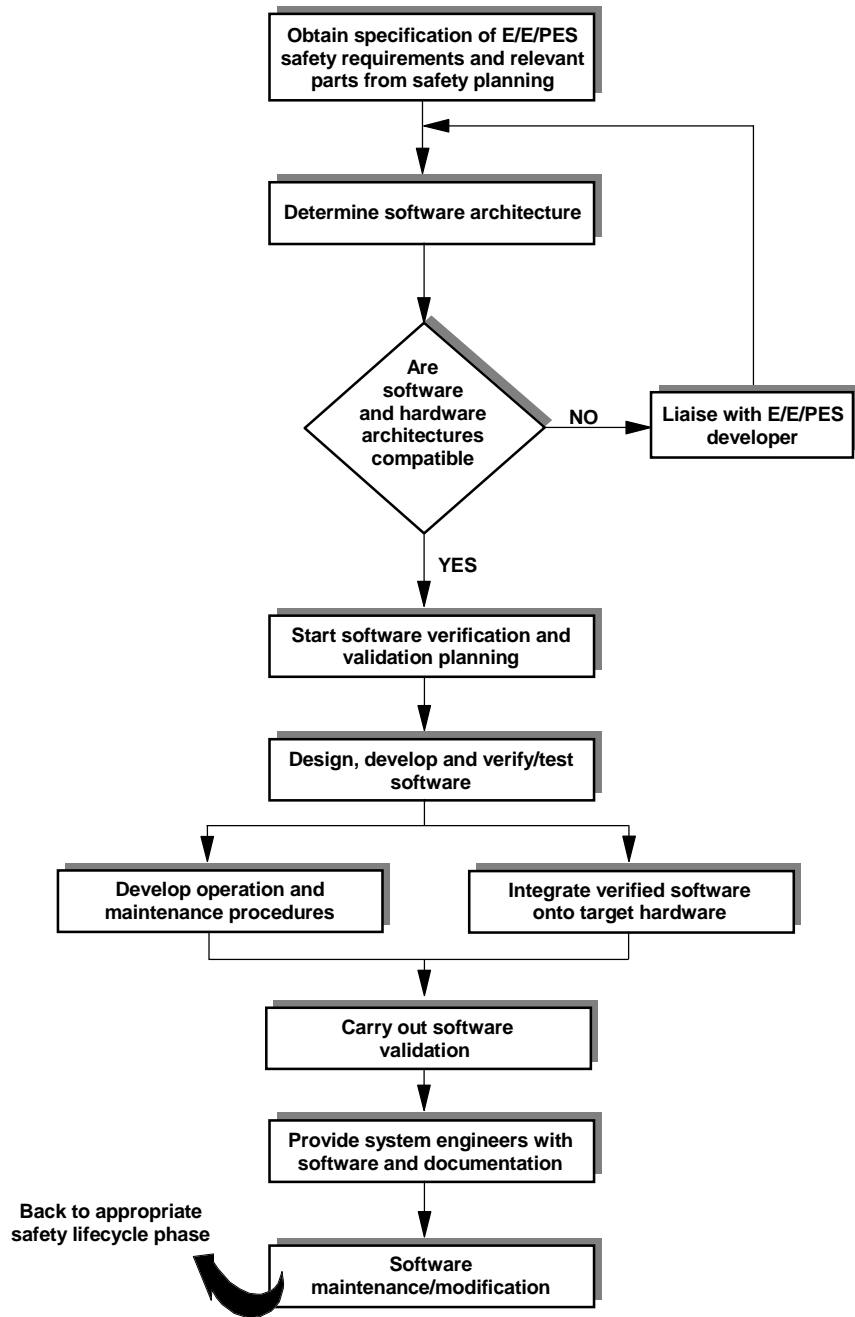 Obtain specification of E/E/PES
safety requirements and relevant
parts from safety planning
Determine software architecture
Are
software
and hardware
architectures
compatible
NO
Liaise with E/E/PES
developer
YES
Start software verification and
validation planning
Design, develop and verify/test
software
Develop operation and
maintenance procedures
Integrate verified software
onto target hardware
Carry out software
validation
Provide system engineers with
software and documentation
Back to appropriate
safety lifecycle phase
Software
maintenance/modification